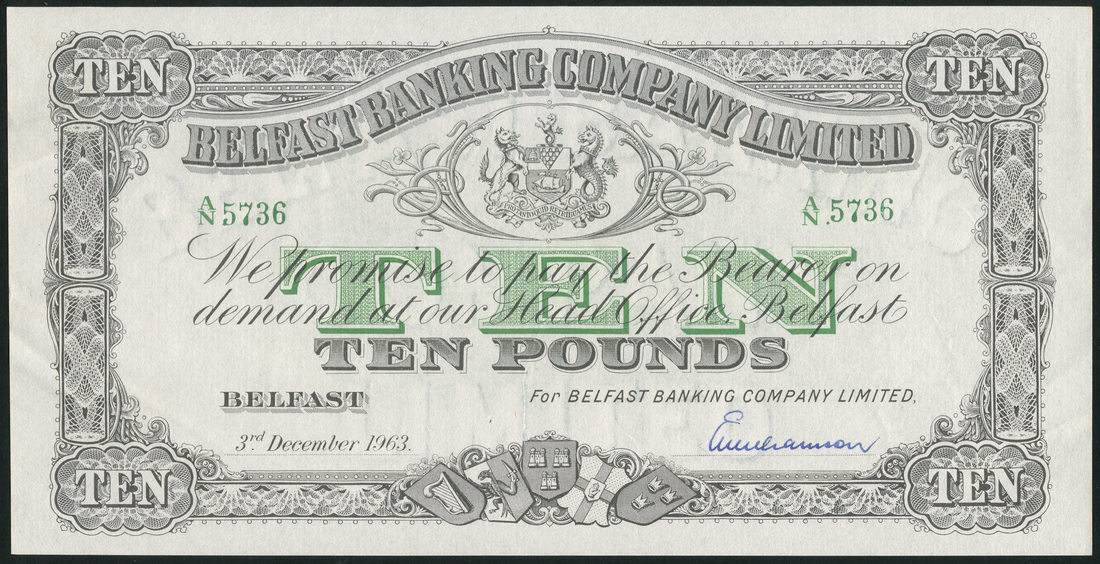 TEN TEN
BELFAST BANKING COMPANY LIMITED
A/N 5736 A/N 5736
TEN
We promise to pay the Bearer on
demand at our Head Office, Belfast
TEN POUNDS
BELFAST For BELFAST BANKING COMPANY LIMITED,
3rd December 1963.
TEN TEN